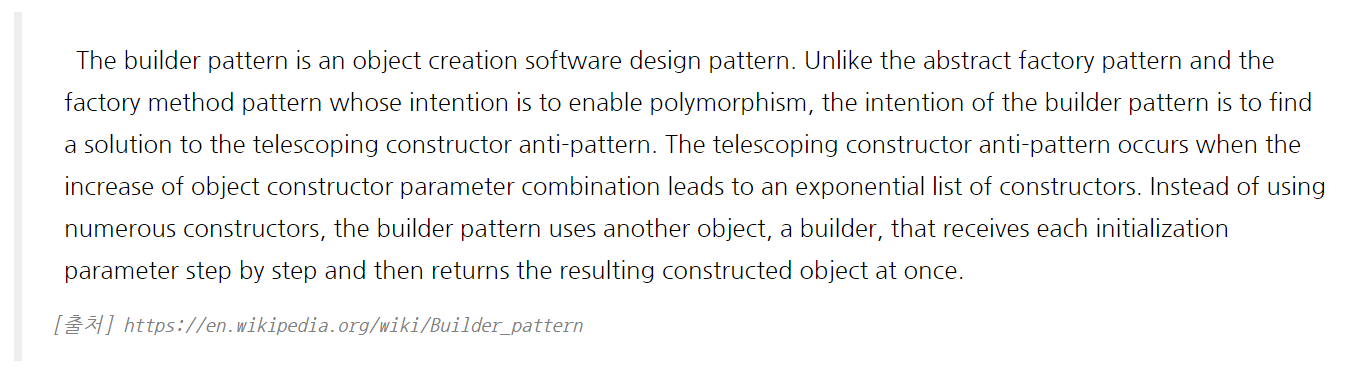 The builder pattern is an object creation software design pattern. Unlike the abstract factory pattern and the
factory method pattern whose intention is to enable polymorphism, the intention of the builder pattern is to find
a solution to the telescoping constructor anti-pattern. The telescoping constructor anti-pattern occurs when the
increase of object constructor parameter combination leads to an exponential list of constructors. Instead of using
numerous constructors, the builder pattern uses another object, a builder, that receives each initialization
parameter step by step and then returns the resulting constructed object at once.
[출처] https://en.wikipedia.org/wiki/Builder_pattern